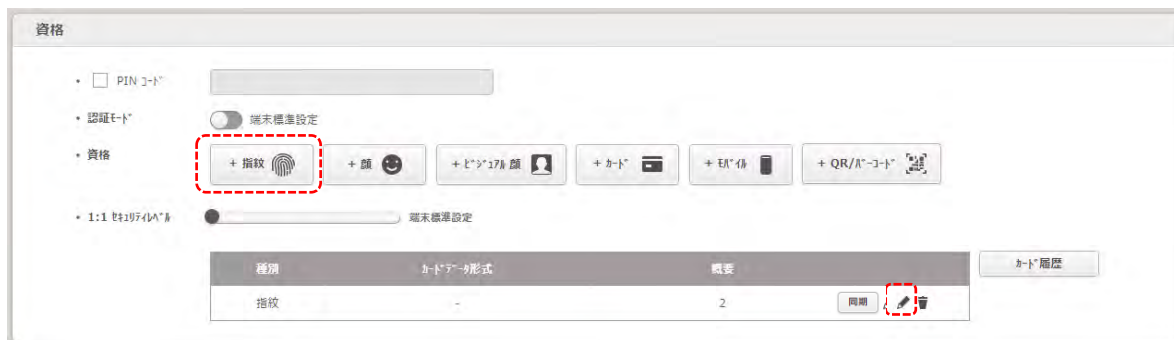 資格
• PIN ｺｰﾄﾞ
• 認証ﾓｰﾄﾞ 端末標準設定
• 資格 + 指紋 + 顔 + ﾋﾞｼﾞｭｱﾙ 顔 + ｶｰﾄﾞ + ﾓﾊﾞｲﾙ + QR/ﾊﾞｰｺｰﾄﾞ
• 1:1 ｾｷｭﾘﾃｨﾚﾍﾞﾙ 端末標準設定
種別 ｶｰﾄﾞﾃﾞｰﾀ形式 概要 ｶｰﾄﾞ履歴
指紋 - 2 同期